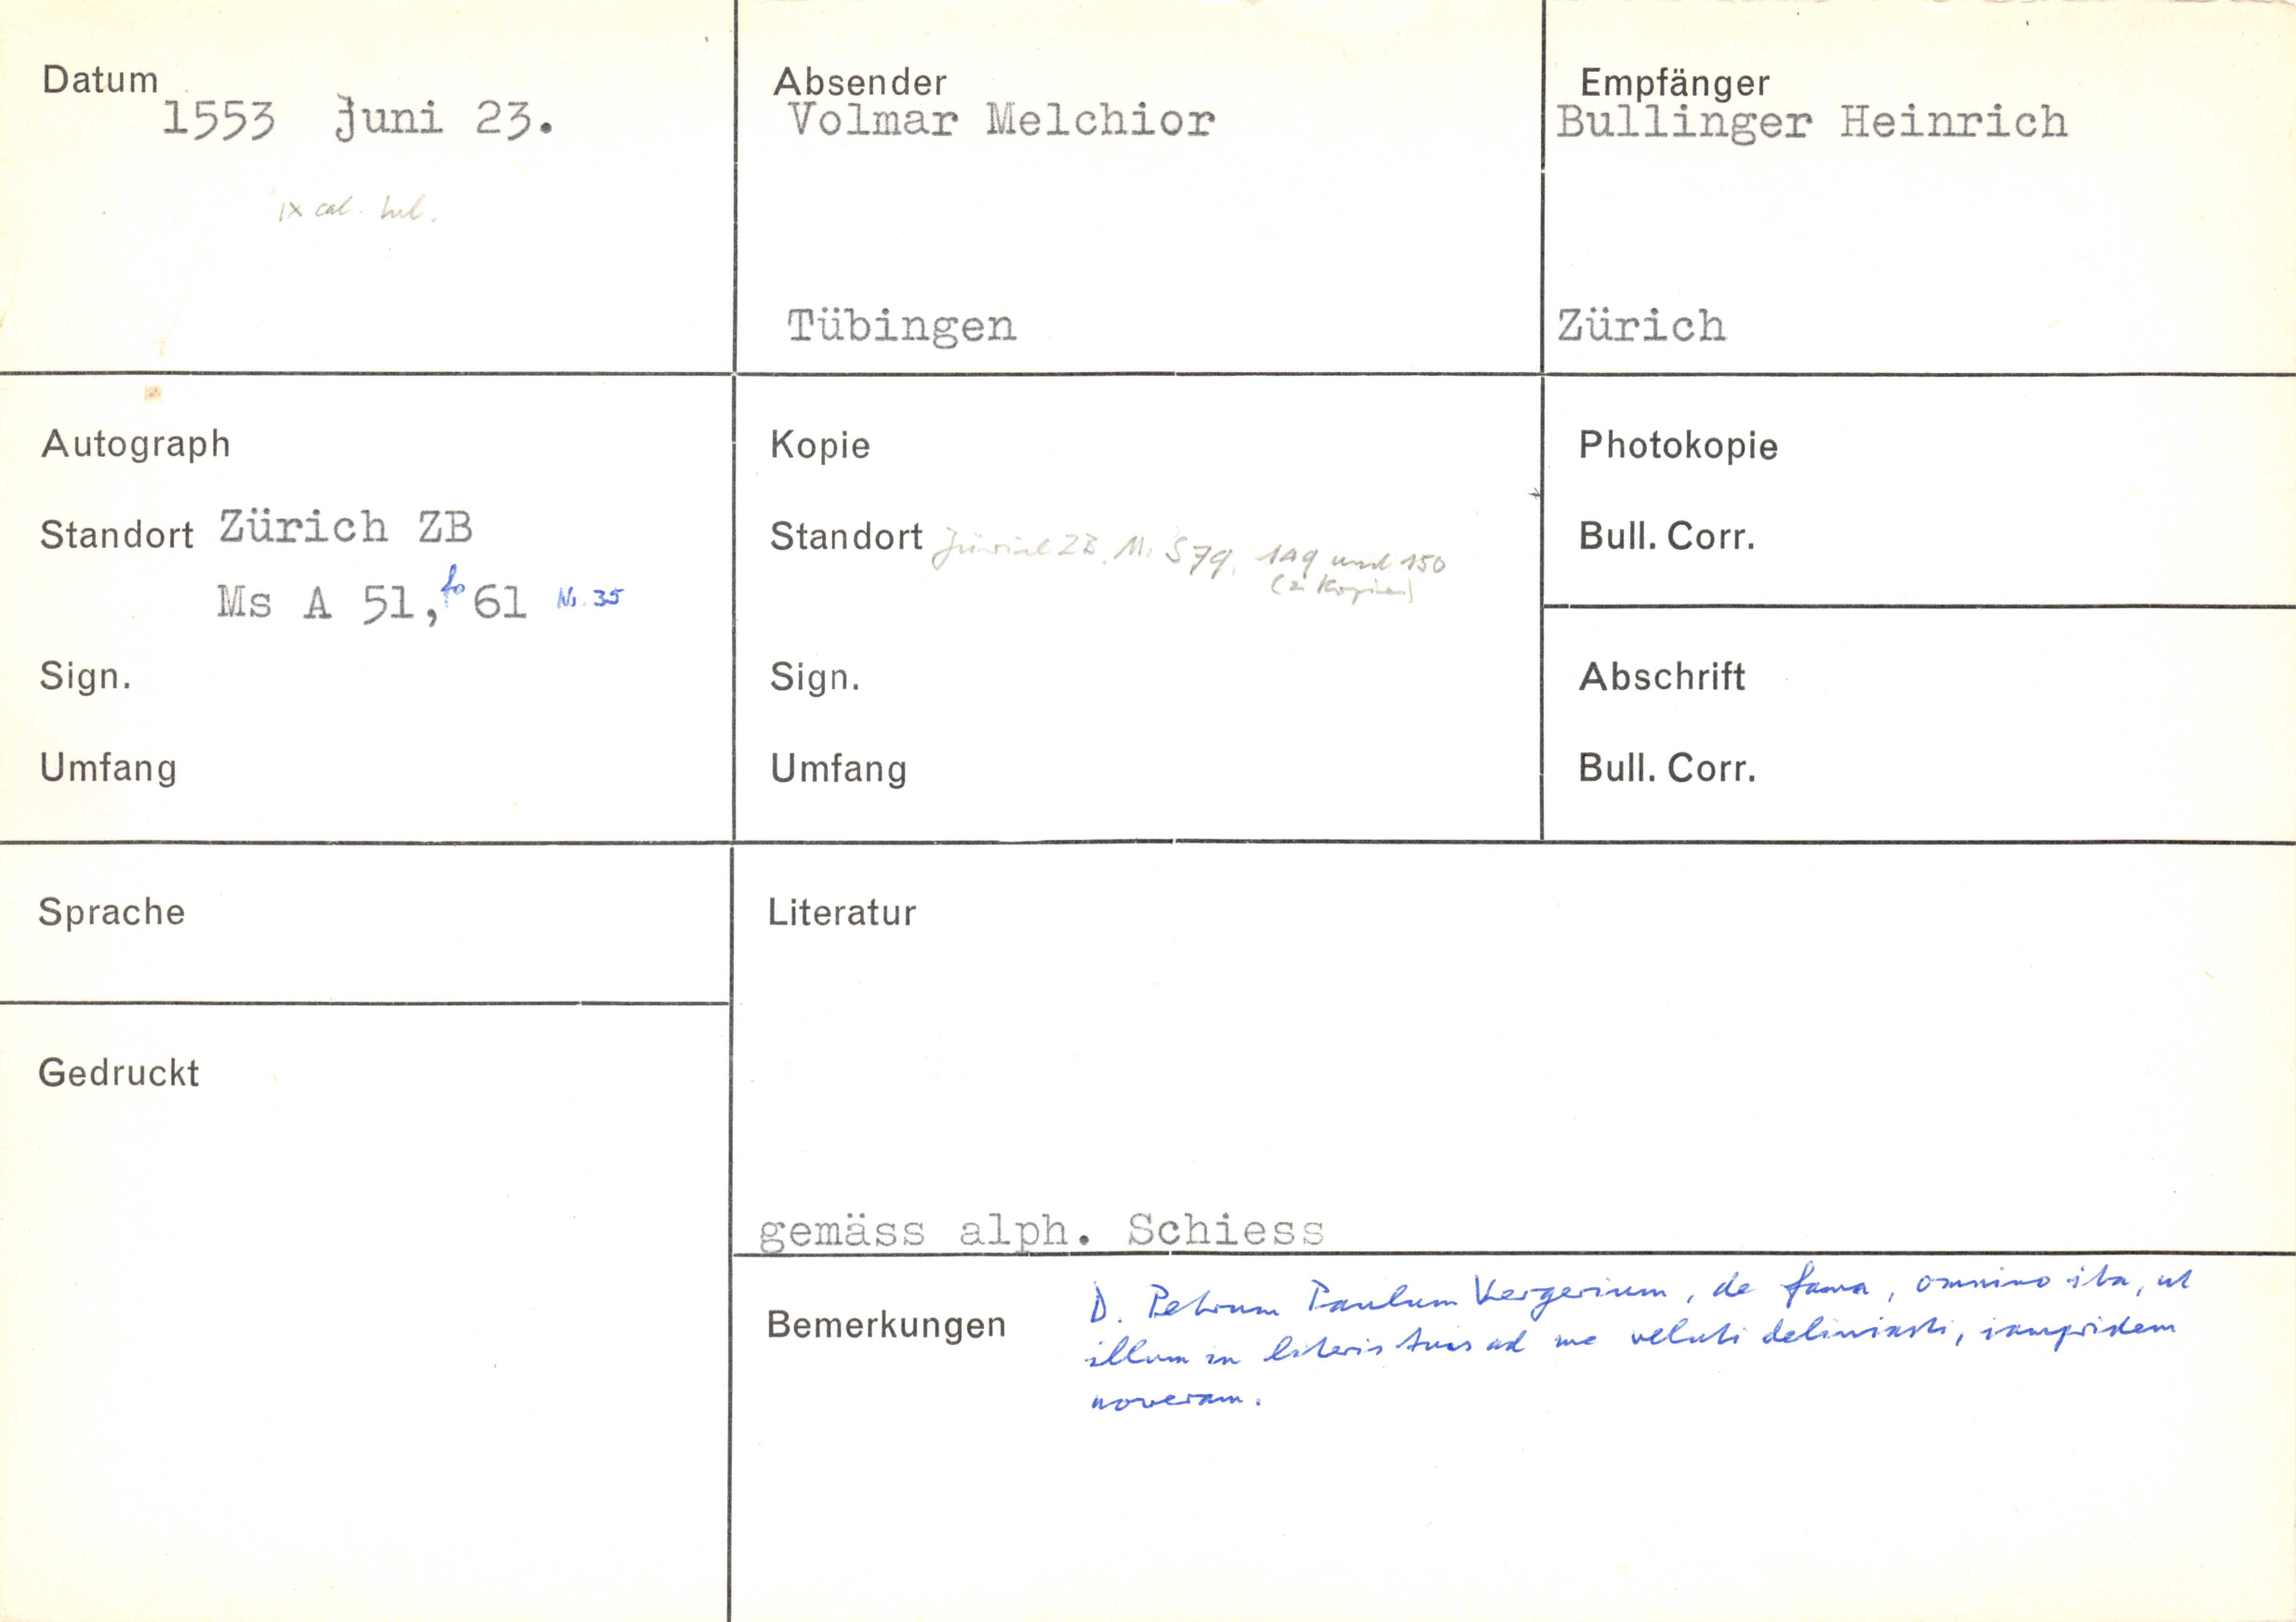 Datum
1553 Juni 23.
IX cal. Iul.
Absender
Volmar Melchior
Tübingen
Empfänger
Bullinger Heinrich
Zürich
Autograph
Standort Zürich ZB
Ms A 51, fo 61 Nr. 35
Sign.
Umfang
Kopie
Standort Zürich ZB, Ms S 79, 149 und 150
(2 Kopien)
Sign.
Umfang
Photokopie
Bull. Corr.
Abschrift
Bull. Corr.
Sprache
Gedruckt
Literatur
gemäss alph. Schiess
Bemerkungen
D. Petrum Paulum Vergerium, de fama, omnino ita, ut
illum in literis tuis ad me veluti deliniasti, iampridem
noveram.